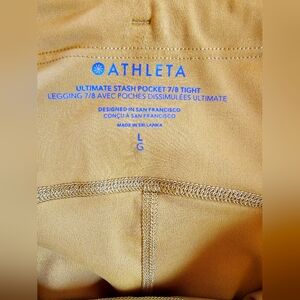 ATHLETA
ULTIMATE STASH POCKET 7/8 TIGHT
LEGGING 7/8 AVEC POCHES DISSIMULÉES ULTIMATE
DESIGNED IN SAN FRANCISCO
CONÇU À SAN FRANCISCO
MADE IN SRI LANKA
L
G